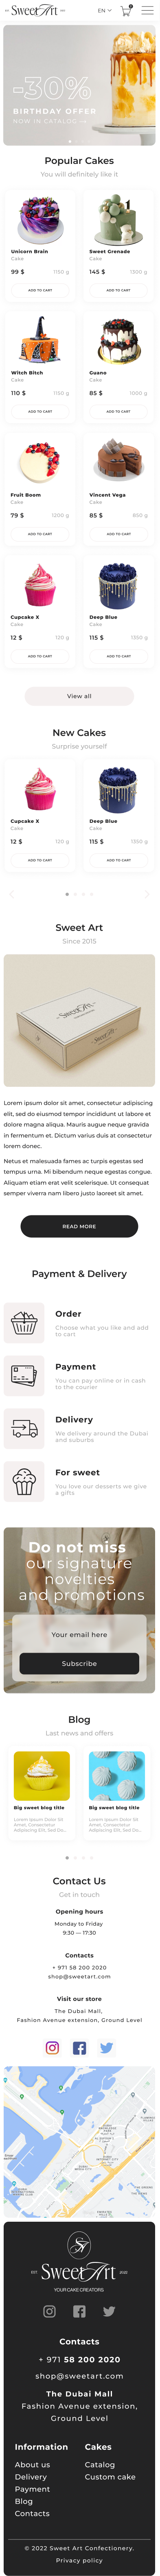 SweetArt
EN
-30%
BIRTHDAY OFFER
NOW IN CATALOG
Popular Cakes
You will definitely like it
Unicorn Brain
Cake
99 $ 1150 g
ADD TO CART
Sweet Grenade
Cake
145 $ 1300 g
ADD TO CART
Witch Bitch
Cake
110 $ 1150 g
ADD TO CART
Guano
Cake
85 $ 1000 g
ADD TO CART
Fruit Boom
Cake
79 $ 1200 g
ADD TO CART
Vincent Vega
Cake
85 $ 850 g
ADD TO CART
Cupcake X
Cake
12 $ 120 g
ADD TO CART
Deep Blue
Cake
115 $ 1350 g
ADD TO CART
View all
New Cakes
Surprise yourself
Cupcake X
Cake
12 $ 120 g
ADD TO CART
Deep Blue
Cake
115 $ 1350 g
ADD TO CART
Sweet Art
Since 2015
SweetArt
Lorem ipsum dolor sit amet, consectetur adipiscing
elit, sed do eiusmod tempor incididunt ut labore et
dolore magna aliqua. Mauris augue neque gravida
in fermentum et. Dictum varius duis at consectetur
lorem donec.
Netus et malesuada fames ac turpis egestas sed
tempus urna. Mi bibendum neque egestas congue.
Aliquam etiam erat velit scelerisque. Ut consequat
semper viverra nam libero justo laoreet sit amet.
READ MORE
Payment & Delivery
Order
Choose what you like and add
to cart
Payment
You can pay online or in cash
to the courier
Delivery
We delivery around the Dubai
and suburbs
For sweet
You love our desserts we give
a gifts
Do not miss
our signature
novelties
and promotions
Your email here
Subscribe
Blog
Last news and offers
Big sweet blog title
Lorem Ipsum Dolor Sit
Amet, Consectetur
Adipiscing Elit, Sed Do...
Big sweet blog title
Lorem Ipsum Dolor Sit
Amet, Consectetur
Adipiscing Elit, Sed Do...
Contact Us
Get in touch
Opening hours
Monday to Friday
9:30 — 17:30
Contacts
+ 971 58 200 2020
shop@sweetart.com
Visit our store
The Dubai Mall,
Fashion Avenue extension, Ground Level
SweetArt
YOUR CAKE CREATORS
Contacts
+ 971 58 200 2020
shop@sweetart.com
The Dubai Mall
Fashion Avenue extension,
Ground Level
Information
About us
Delivery
Payment
Blog
Contacts
Cakes
Catalog
Custom cake
© 2022 Sweet Art Confectionery.
Privacy policy